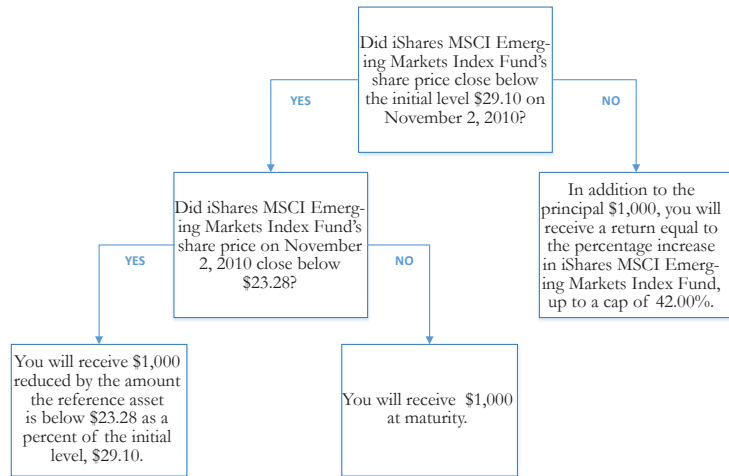 Did iShares MSCI Emerg-
ing Markets Index Fund's
share price close below
the initial level $29.10 on
November 2, 2010?
YES
NO
Did iShares MSCI Emerg-
ing Markets Index Fund's
share price on November
2, 2010 close below
$23.28?
In addition to the
principal $1,000, you will
receive a return equal to
the percentage increase
in iShares MSCI Emerg-
ing Markets Index Fund,
up to a cap of 42.00%.
YES
NO
You will receive $1,000
reduced by the amount
the reference asset
is below $23.28 as a
percent of the initial
level, $29.10.
You will receive $1,000
at maturity.